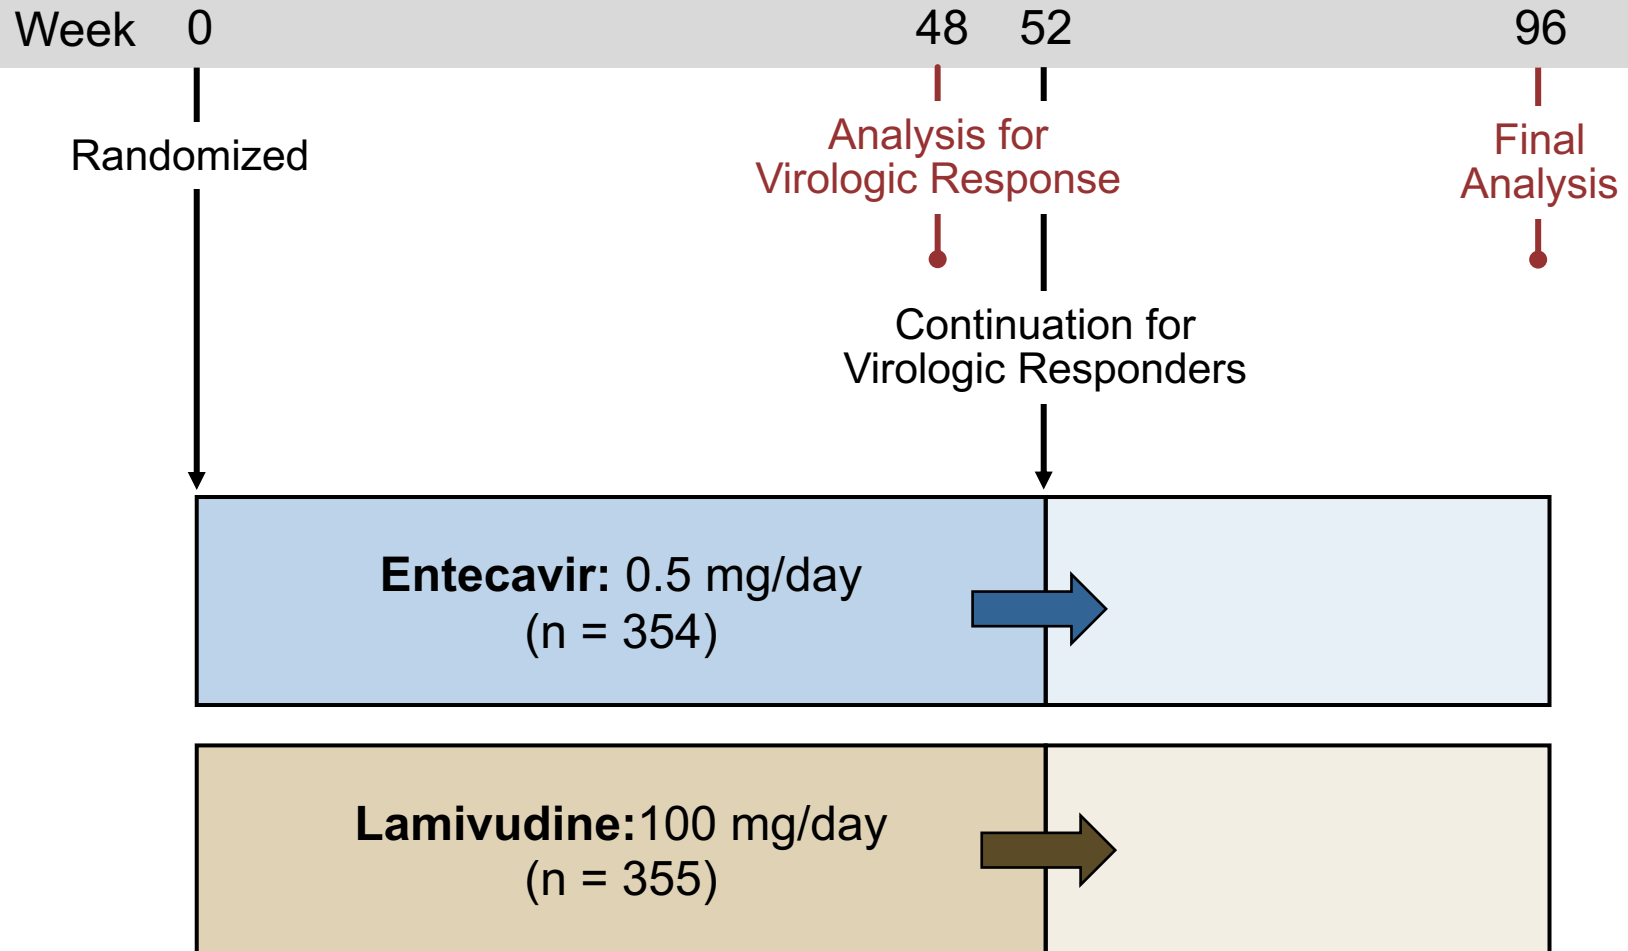 Week 0 48 52 96
Randomized
Analysis for
Virologic Response
Final
Analysis
Continuation for
Virologic Responders
Entecavir: 0.5 mg/day
(n = 354)
Lamivudine:100 mg/day
(n = 355)